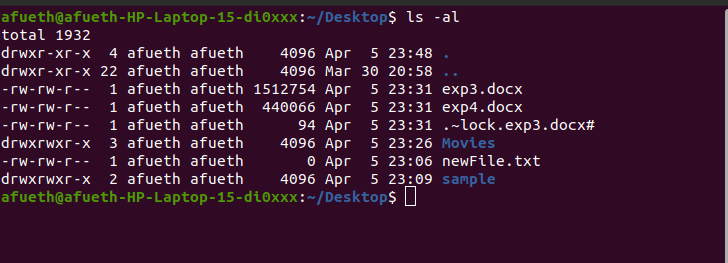 afueth@afueth-HP-Laptop-15-di0xxx:~/Desktop$ ls -al
total 1932
drwxr-xr-x  4 afueth afueth    4096 Apr  5 23:48 .
drwxr-xr-x 22 afueth afueth    4096 Mar 30 20:58 ..
-rw-rw-r--  1 afueth afueth 1512754 Apr  5 23:31 exp3.docx
-rw-rw-r--  1 afueth afueth  440066 Apr  5 23:31 exp4.docx
-rw-rw-r--  1 afueth afueth      94 Apr  5 23:31 .~lock.exp3.docx#
drwxrwxr-x  3 afueth afueth    4096 Apr  5 23:26 Movies
-rw-rw-r--  1 afueth afueth       0 Apr  5 23:06 newFile.txt
drwxrwxr-x  2 afueth afueth    4096 Apr  5 23:09 sample
afueth@afueth-HP-Laptop-15-di0xxx:~/Desktop$